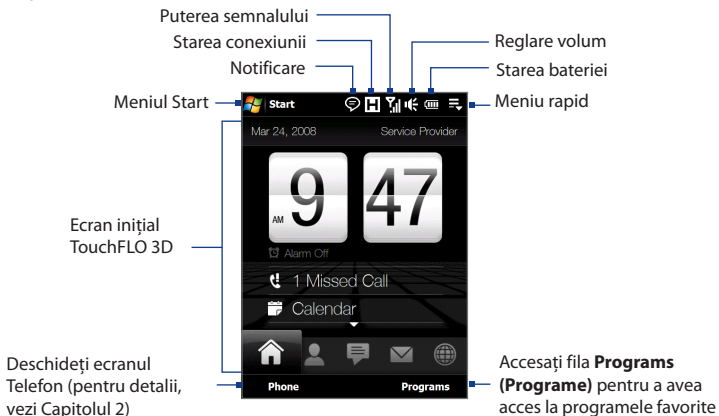 Puterea semnalului
Starea conexiunii
Notificare
Reglare volum
Starea bateriei
Meniul Start
Meniu rapid
Start
H
Mar 24, 2008
Service Provider
AM
9
47
Alarm Off
1 Missed Call
Calendar
Ecran inițial
TouchFLO 3D
Phone
Programs
Deschideți ecranul
Telefon (pentru detalii,
vezi Capitolul 2)
Accesați fila Programs
(Programe) pentru a avea
acces la programele favorite